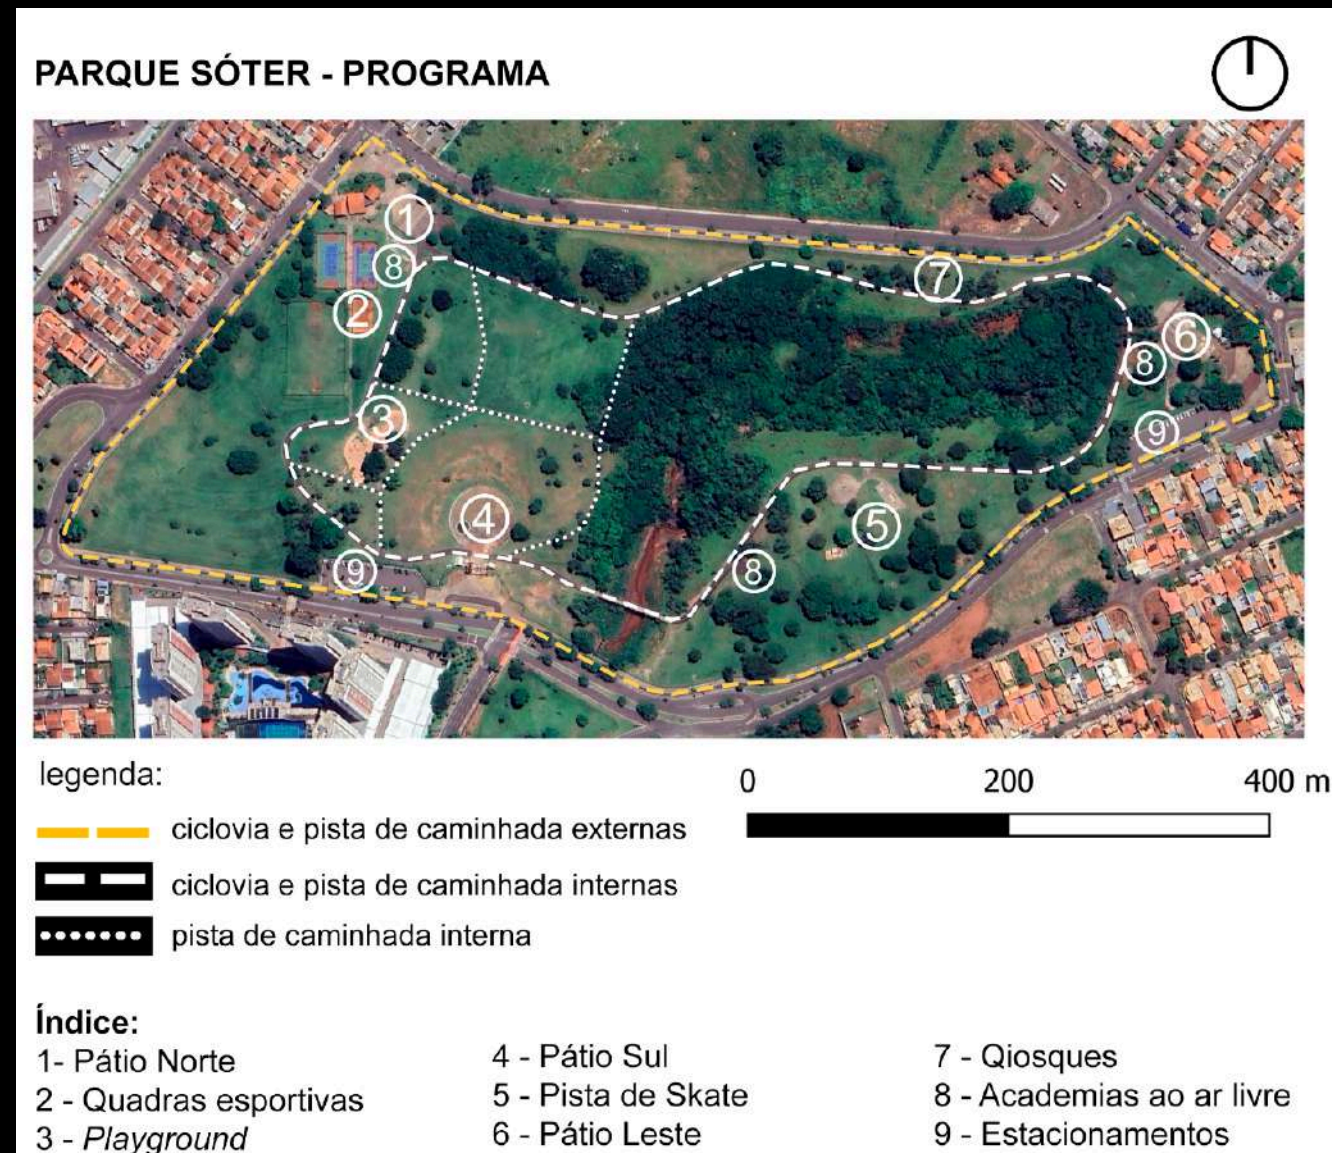 PARQUE SÓTER - PROGRAMA
1
8
7
2
6
8
3
9
4
5
9
8
legenda:
0 200 400 m
ciclovia e pista de caminhada externas
ciclovia e pista de caminhada internas
pista de caminhada interna
Índice:
1- Pátio Norte
2 - Quadras esportivas
3 - Playground
4 - Pátio Sul
5 - Pista de Skate
6 - Pátio Leste
7 - Qiosques
8 - Academias ao ar livre
9 - Estacionamentos